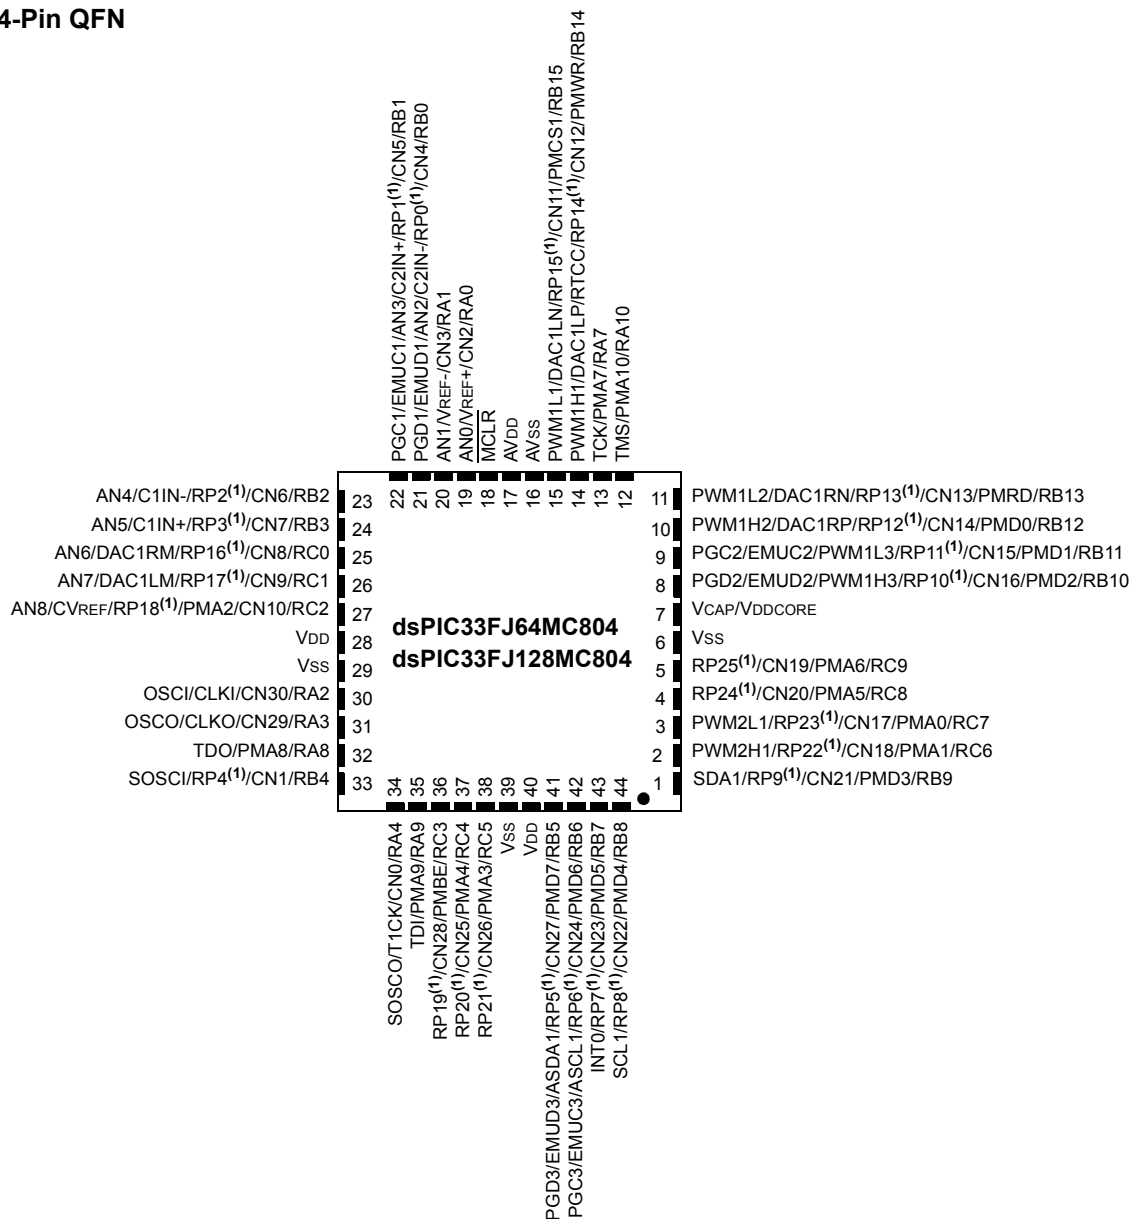 4-Pin QFN
PGC1/EMUC1/AN3/C2IN+/RP1(1)/CN5/RB1
PGD1/EMUD1/AN2/C2IN-/RP0(1)/CN4/RB0
AN1/VREF-/CN3/RA1
AN0/VREF+/CN2/RA0
MCLR
AVDD
AVSS
PWM1L1/DAC1LN/RP15(1)/CN11/PMCS1/RB15
PWM1H1/DAC1LP/RTCC/RP14(1)/CN12/PMWR/RB14
TCK/PMA7/RA7
TMS/PMA10/RA10
22 21 20 19 18 17 16 15 14 13 12
AN4/C1IN-/RP2(1)/CN6/RB2 23
AN5/C1IN+/RP3(1)/CN7/RB3 24
AN6/DAC1RM/RP16(1)/CN8/RC0 25
AN7/DAC1LM/RP17(1)/CN9/RC1 26
AN8/CVREF/RP18(1)/PMA2/CN10/RC2 27
VDD 28
VSS 29
OSCI/CLKI/CN30/RA2 30
OSCO/CLKO/CN29/RA3 31
TDO/PMA8/RA8 32
SOSCI/RP4(1)/CN1/RB4 33
dsPIC33FJ64MC804
dsPIC33FJ128MC804
11 PWM1L2/DAC1RN/RP13(1)/CN13/PMRD/RB13
10 PWM1H2/DAC1RP/RP12(1)/CN14/PMD0/RB12
9 PGC2/EMUC2/PWM1L3/RP11(1)/CN15/PMD1/RB11
8 PGD2/EMUD2/PWM1H3/RP10(1)/CN16/PMD2/RB10
7 VCAP/VDDCORE
6 VSS
5 RP25(1)/CN19/PMA6/RC9
4 RP24(1)/CN20/PMA5/RC8
3 PWM2L1/RP23(1)/CN17/PMA0/RC7
2 PWM2H1/RP22(1)/CN18/PMA1/RC6
1 SDA1/RP9(1)/CN21/PMD3/RB9
34 35 36 37 38 39 40 41 42 43 44
SOSCO/T1CK/CN0/RA4
TDI/PMA9/RA9
RP19(1)/CN28/PMBE/RC3
RP20(1)/CN25/PMA4/RC4
RP21(1)/CN26/PMA3/RC5
VSS
VDD
PGD3/EMUD3/ASDA1/RP5(1)/CN27/PMD7/RB5
PGC3/EMUC3/ASCL1/RP6(1)/CN24/PMD6/RB6
INT0/RP7(1)/CN23/PMD5/RB7
SCL1/RP8(1)/CN22/PMD4/RB8